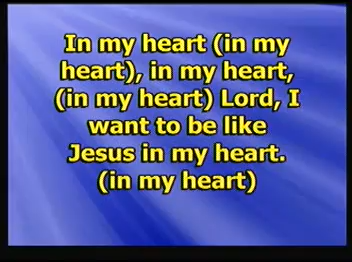 In my heart (in my
heart), in my heart,
(in my heart) Lord, I
want to be like
Jesus in my heart.
(in my heart)